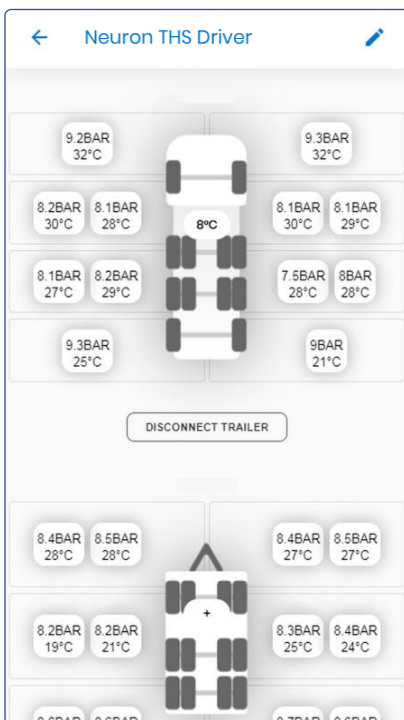 Neuron THS Driver
9.2BAR 9.3BAR
32°C 32°C
8.2BAR 8.1BAR 8.1BAR 8.1BAR
30°C 28°C 30°C 29°C
8ºC
8.1BAR 8.2BAR 7.5BAR 8BAR
27°C 29°C 28°C 28°C
9.3BAR 9BAR
25°C 21°C
DISCONNECT TRAILER
8.4BAR 8.5BAR 8.4BAR 8.5BAR
28°C 28°C 27°C 27°C
+
8.2BAR 8.2BAR 8.3BAR 8.4BAR
19°C 21°C 25°C 24°C